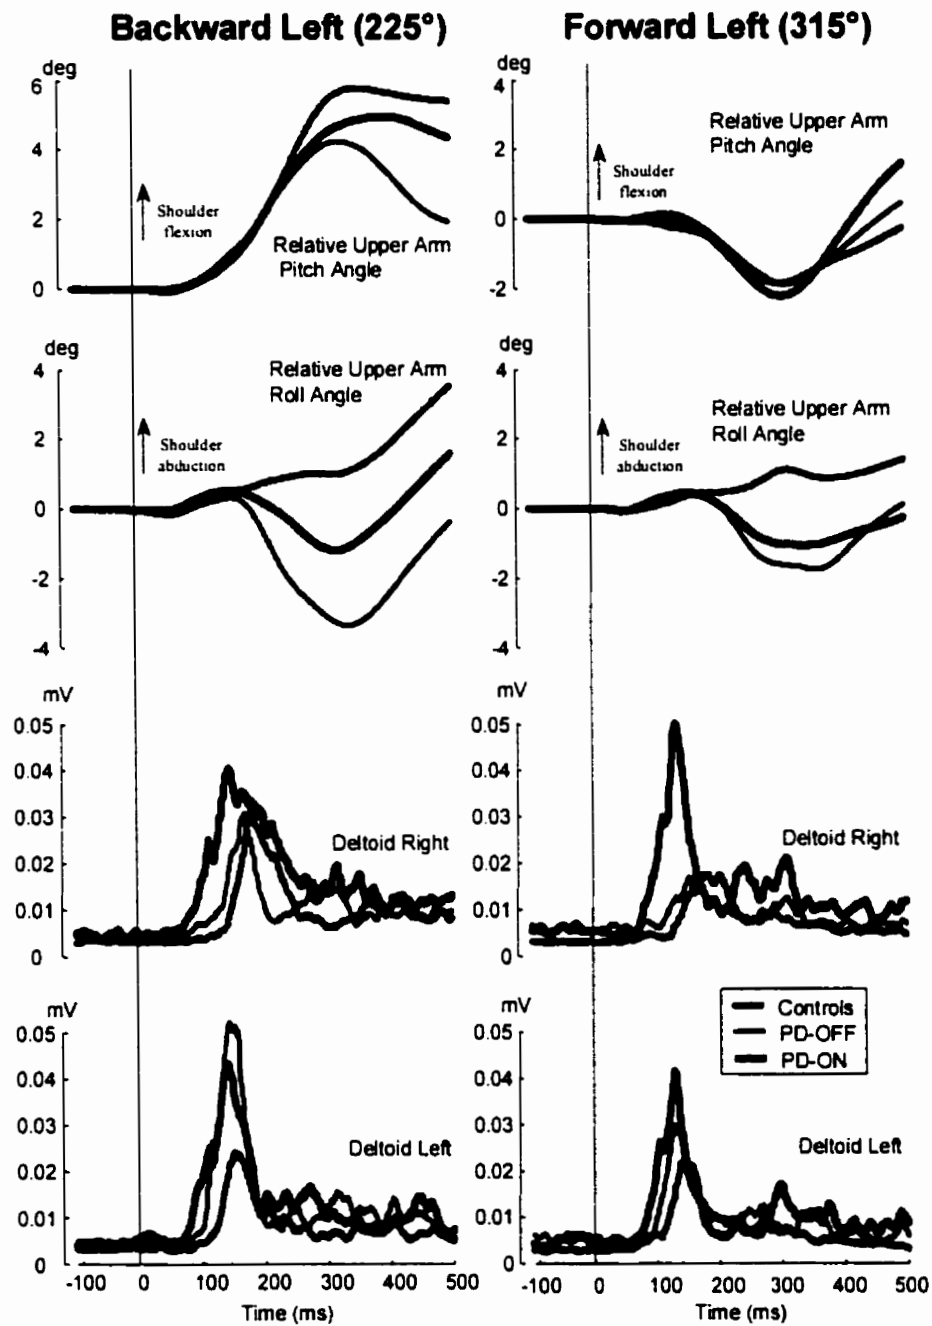 Backward Left (225°)
Forward Left (315°)
deg
6
4
2
0
Shoulder
flexion
Relative Upper Arm
Pitch Angle
deg
4
2
0
-2
Shoulder
flexion
Relative Upper Arm
Pitch Angle
deg
4
2
0
-2
-4
Shoulder
abduction
Relative Upper Arm
Roll Angle
deg
4
2
0
-2
-4
Shoulder
abduction
Relative Upper Arm
Roll Angle
mV
0.05
0.04
0.03
0.02
0.01
0
Deltoid Right
mV
0.05
0.04
0.03
0.02
0.01
0
Deltoid Right
mV
0.05
0.04
0.03
0.02
0.01
0
Deltoid Left
-100 0 100 200 300 400 500
Time (ms)
mV
0.05
0.04
0.03
0.02
0.01
0
Controls
PD-OFF
PD-ON
Deltoid Left
-100 0 100 200 300 400 500
Time (ms)